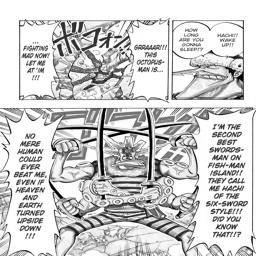 HACHI!!
WAKE
UP!!
HOW
LONG
ARE YOU
GONNA
SLEEP!?
GRRAAAR!!!
THIS
OCTOPUS-
MAN IS...
...
FIGHTING
MAD NOW!
LET ME
AT 'IM
!!!
I'M THE
SECOND
BEST
SWORDS-
MAN ON
FISH-MAN
ISLAND!!
THEY CALL
ME HACHI
OF THE
SIX-SWORD
STYLE!!!
DID YOU
KNOW
THAT!?
NO
MERE
HUMAN
COULD
EVER
BEAT ME,
EVEN IF
HEAVEN
AND
EARTH
TURNED
UPSIDE
DOWN
!!!